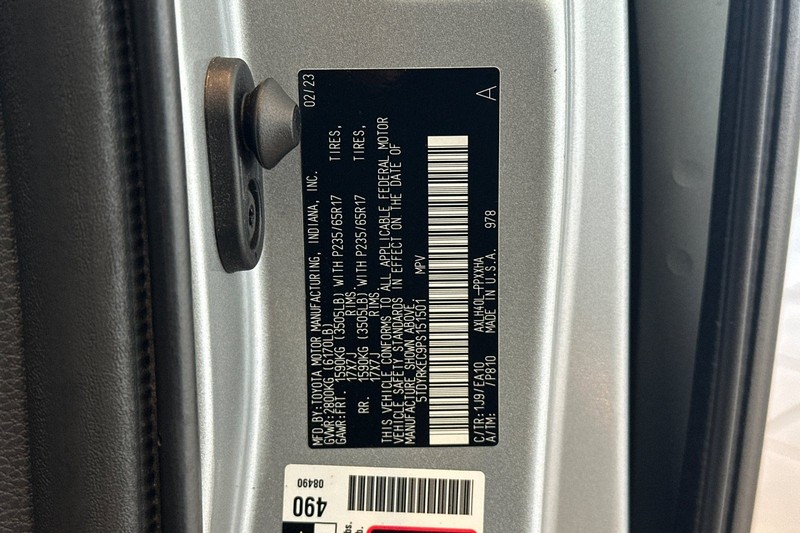 MFD.BY:TOYOTA MOTOR MANUFACTURING, INDIANA, INC. 02/23
GVWR:2800KG(6170LB)
GAWR:FRT. 1590KG (3505LB) WITH P235/65R17 TIRES,
17X7J RIMS.
RR. 1590KG (3505LB) WITH P235/65R17 TIRES,
17X7J RIMS.
THIS VEHICLE CONFORMS TO ALL APPLICABLE FEDERAL MOTOR
VEHICLE SAFETY STANDARDS IN EFFECT ON THE DATE OF
MANUFACTURE SHOWN ABOVE.
5TDYRKEC9PS151501 MPV
C/TR:1J9/EA10 AXLH40L-PPXXHA A
A/TM: /P810 MADE IN U.S.A. 978
490
08490